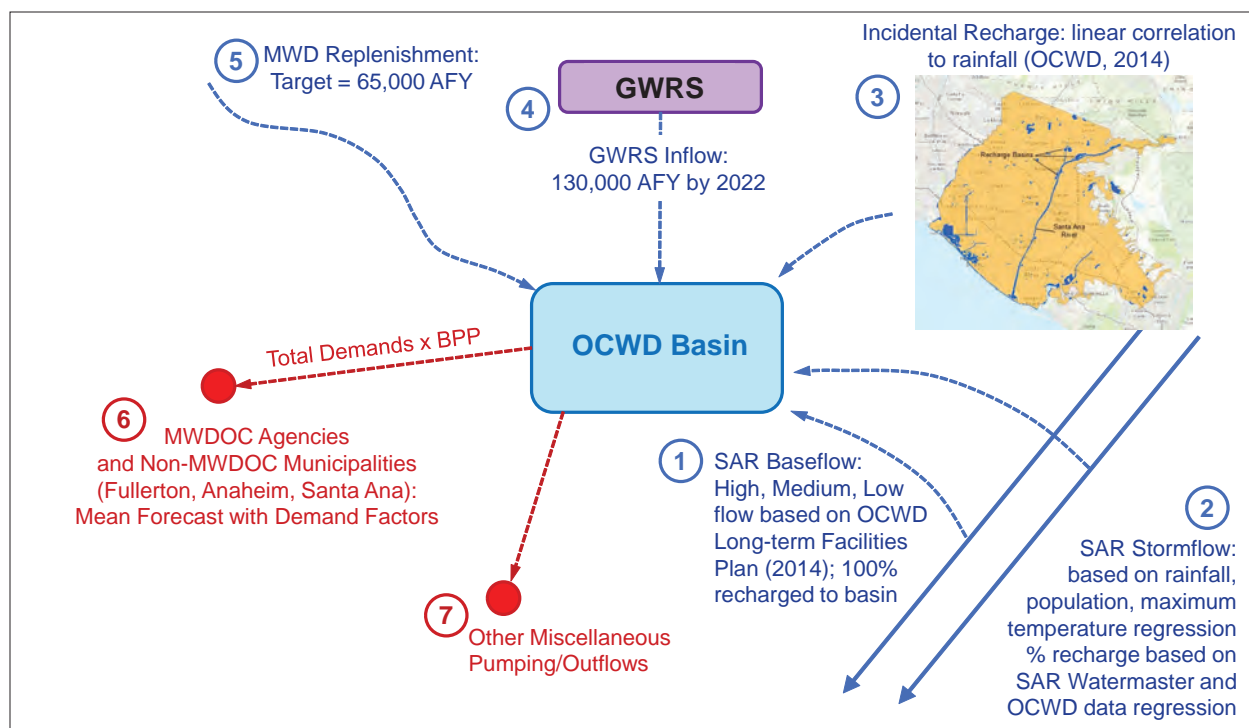 5
MWD Replenishment:
Target = 65,000 AFY
4
GWRS
GWRS Inflow:
130,000 AFY by 2022
Incidental Recharge: linear correlation
to rainfall (OCWD, 2014)
3
Recharge Basins
Santa Ana
River
OCWD Basin
Total Demands x BPP
6
MWDOC Agencies
and Non-MWDOC Municipalities
(Fullerton, Anaheim, Santa Ana):
Mean Forecast with Demand Factors
7
Other Miscellaneous
Pumping/Outflows
1
SAR Baseflow:
High, Medium, Low
flow based on OCWD
Long-term Facilities
Plan (2014); 100%
recharged to basin
2
SAR Stormflow:
based on rainfall,
population, maximum
temperature regression
% recharge based on
SAR Watermaster and
OCWD data regression